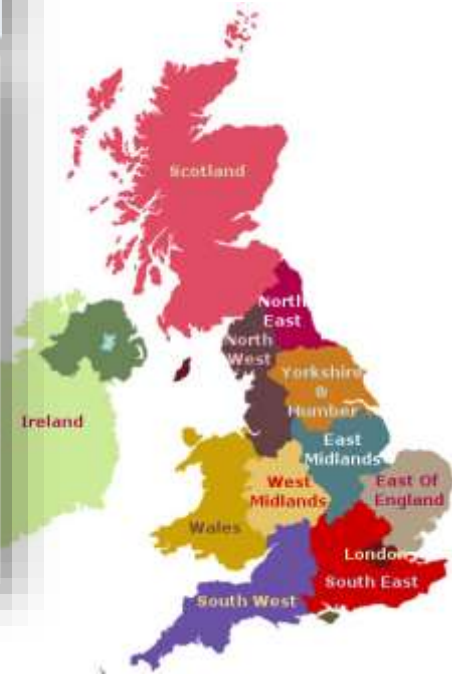 Scotland
North
East
North
West
Yorkshire
&
Humber
Ireland
East
Midlands
West
Midlands
East Of
England
Wales
London
South East
South West